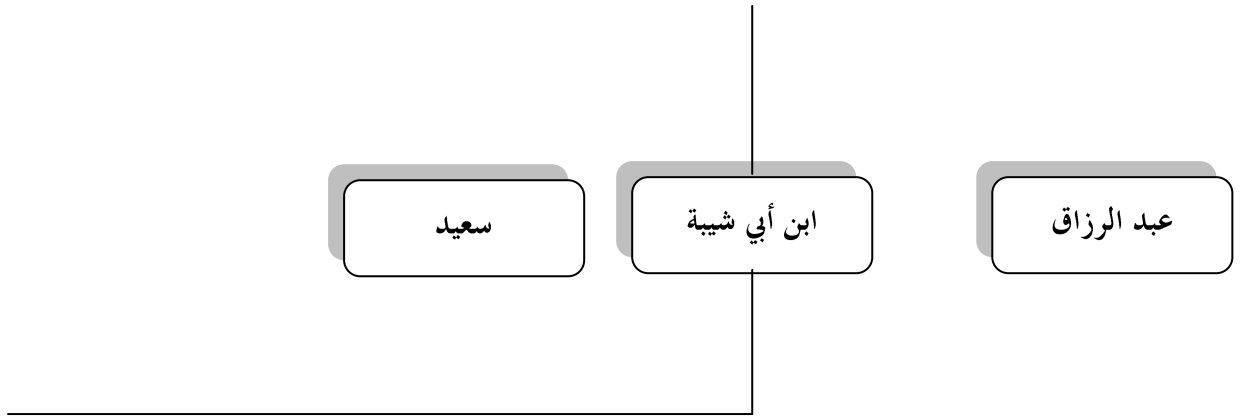 عبد الرزاق
ابن أبي شيبة
سعيد